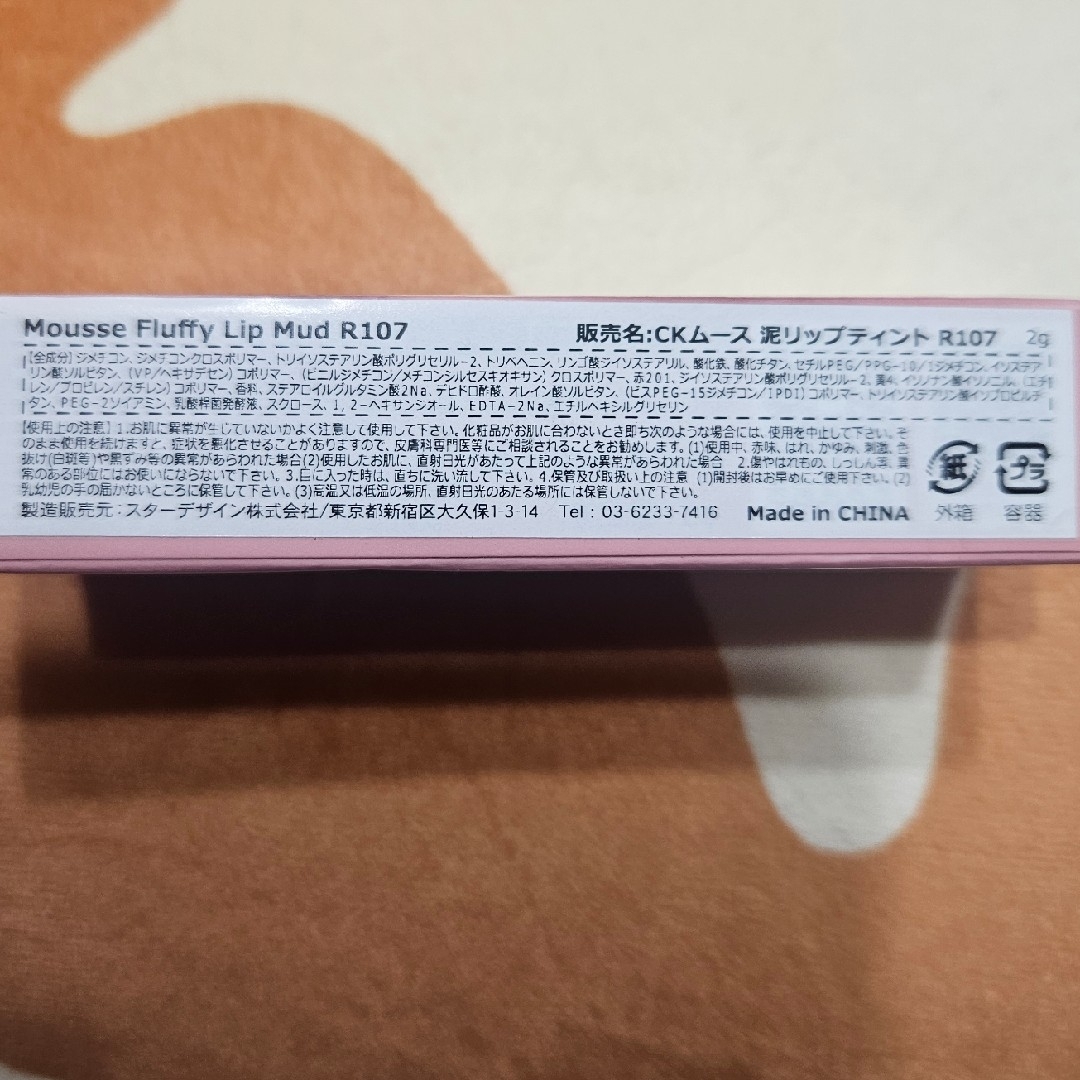 Mousse Fluffy Lip Mud R107 販売名:CKムース 泥リップティント R107 2g
【全成分】ジメチコン、ジメチコンクロスポリマー、トリイソステアリン酸ポリグリセリル-2、トリベヘニン、リンゴ酸ジイソステアリル、酸化鉄、酸化チタン、セチルPEG/PPG-10/1ジメチコン、イソステア
リン酸ソルビタン、(VP/ヘキサデセン)コポリマー、(ビニルジメチコン/メチコンシルセスキオキサン)クロスポリマー、赤201、ジイソステアリン酸ポリグリセリル-2、黄4、
レン/プロピレン/スチレン)コポリマー、香料、ステアロイルグルタミン酸2Na、デヒドロ酢酸、オレイン酸ソルビタン、(ビスPEG-15ジメチコン/IPDI)コポリマー、トリイソステアリン酸イソプロピルチ
タン、PEG-2ソイアミン、乳酸桿菌発酵液、スクロース、1,2-ヘキサンジオール、EDTA-2Na、エチルヘキシルグリセリン
【使用上の注意】1.お肌に異常が生じていないかよく注意して使用して下さい。化粧品がお肌に合わないとき即ち次のような場合には、使用を中止して下さい。そ
のまま使用を続けますと、症状を悪化させることがありますので、皮膚科専門医等にご相談されることをお勧めします。(1)使用中、赤味、はれ、かゆみ、刺激、色
抜け(白斑等)や黒ずみ等の異常があらわれた場合(2)使用したお肌に、直射日光があたって上記のような異常があらわれた場合 2.傷やはれもの、しっしん等、異
常のある部位にはお使いにならないで下さい。3.目に入った時は、直ちに洗い流して下さい。4.保管及び取扱い上の注意 (1)開封後はお早めにご使用下さい。(2)
乳幼児の手の届かないところに保管して下さい。(3)高温又は低温の場所、直射日光のあたる場所には保管しないで下さい。
製造販売元:スターデザイン株式会社/東京都新宿区大久保1-3-14 Tel:03-6233-7416 Made in CHINA
紙 プラ
外箱 容器